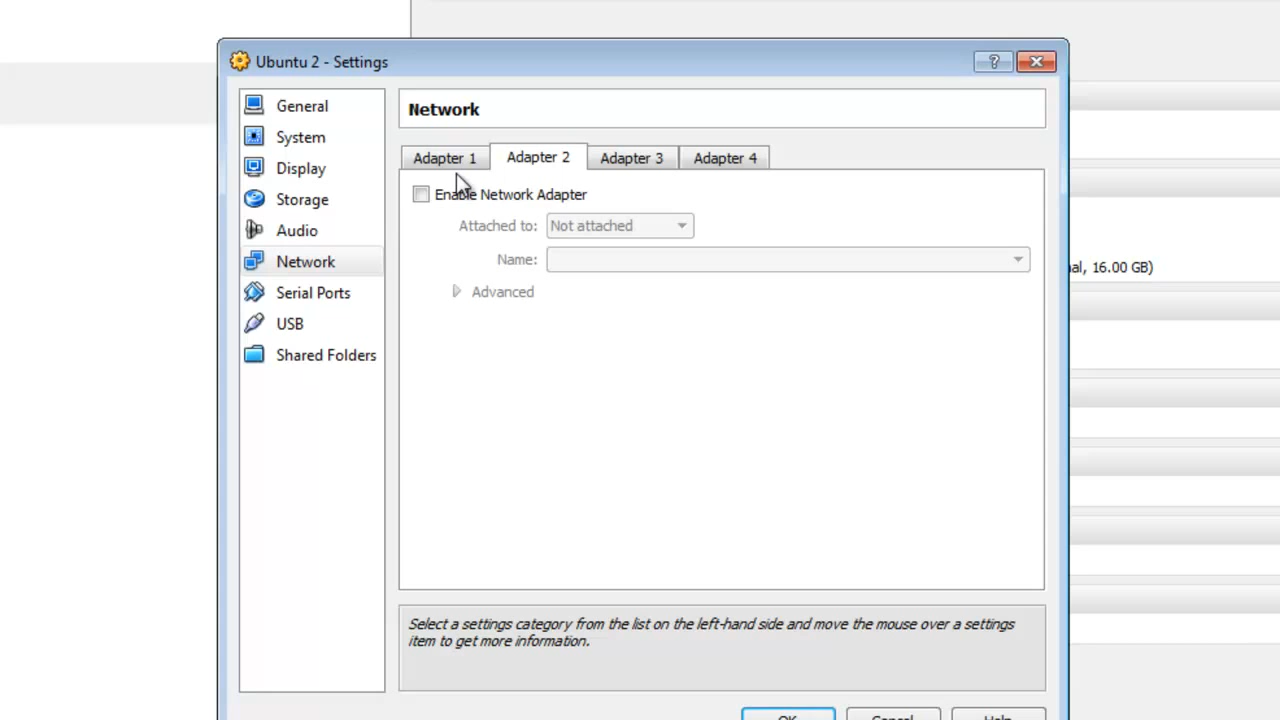 Ubuntu 2 - Settings
General
System
Display
Storage
Audio
Network
Serial Ports
USB
Shared Folders
Network
Adapter 1
Adapter 2
Adapter 3
Adapter 4
Enable Network Adapter
Attached to: Not attached
Name:
Advanced
Select a settings category from the list on the left-hand side and move the mouse over a settings
item to get more information.
OK
Cancel
Help
al, 16.00 GB)